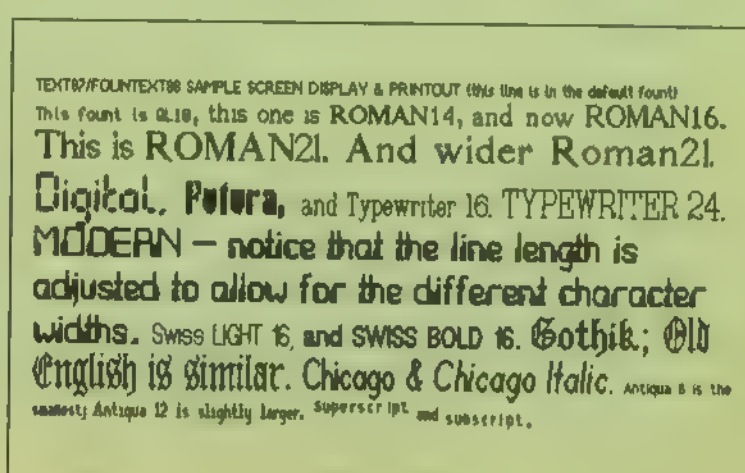 TEXT87/FOUNTEXT88 SAMPLE SCREEN DISPLAY & PRINTOUT (this line is in the default fount)
This fount is QL10, this one is ROMAN14, and now ROMAN16.
This is ROMAN21. And wider Roman21.
Digital, Futura, and Typewriter 16. TYPEWRITER 24.
MODERN — notice that the line length is
adjusted to allow for the different character
widths. Swiss LIGHT 16, and SWISS BOLD 16. Gothik; Old
English is similar. Chicago & Chicago Italic. Antiqua 8 is the
smallest; Antiqua 12 is slightly larger. Superscript and subscript.